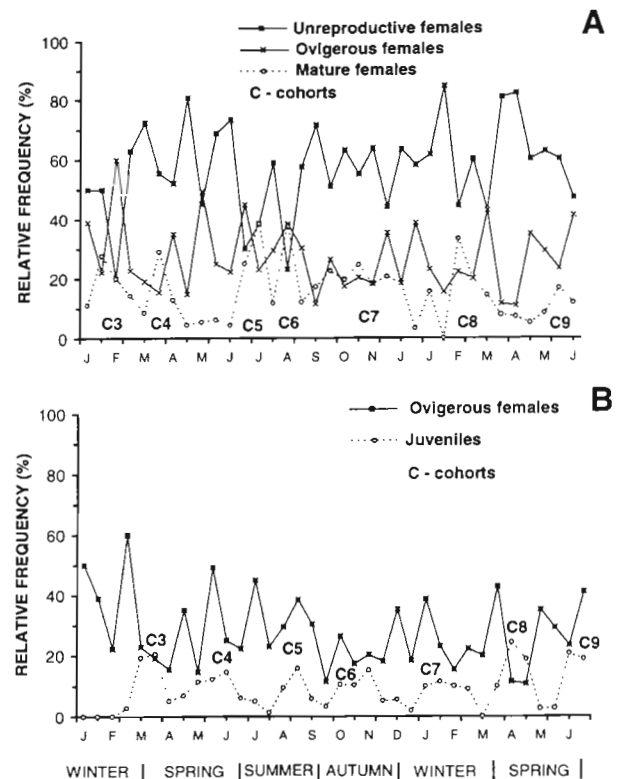 A
Unreproductive females
Ovigerous females
Mature females
C - cohorts
RELATIVE FREQUENCY (%)
100
80
60
40
20
0
C3 C4 C5 C6 C7 C8 C9
J F M A M J J A S O N J J F M A M J
B
Ovigerous females
Juveniles
C - cohorts
RELATIVE FREQUENCY (%)
100
80
60
40
20
0
C3 C4 C5 C6 C7 C8 C9
J F M A M J J A S O N D J F M A M J
WINTER | SPRING | SUMMER | AUTUMN | WINTER | SPRING |